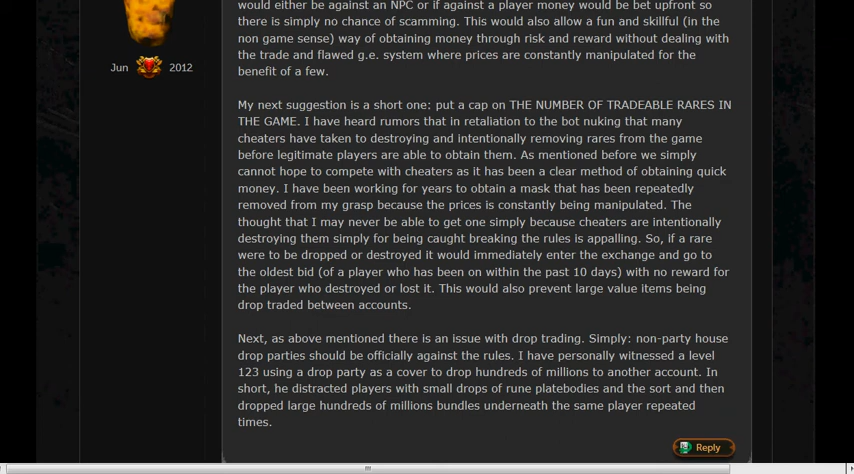 would either be against an NPC or if against a player money would be bet upfront so
there is simply no chance of scamming. This would also allow a fun and skillful (in the
non game sense) way of obtaining money through risk and reward without dealing with
the trade and flawed g.e. system where prices are constantly manipulated for the
benefit of a few.
Jun 2012
My next suggestion is a short one: put a cap on THE NUMBER OF TRADEABLE RARES IN
THE GAME. I have heard rumors that in retaliation to the bot nuking that many
cheaters have taken to destroying and intentionally removing rares from the game
before legitimate players are able to obtain them. As mentioned before we simply
cannot hope to compete with cheaters as it has been a clear method of obtaining quick
money. I have been working for years to obtain a mask that has been repeatedly
removed from my grasp because the prices is constantly being manipulated. The
thought that I may never be able to get one simply because cheaters are intentionally
destroying them simply for being caught breaking the rules is appalling. So, if a rare
were to be dropped or destroyed it would immediately enter the exchange and go to
the oldest bid (of a player who has been on within the past 10 days) with no reward for
the player who destroyed or lost it. This would also prevent large value items being
drop traded between accounts.
Next, as above mentioned there is an issue with drop trading. Simply: non-party house
drop parties should be officially against the rules. I have personally witnessed a level
123 using a drop party as a cover to drop hundreds of millions to another account. In
short, he distracted players with small drops of rune platebodies and the sort and then
dropped large hundreds of millions bundles underneath the same player repeated
times.
Reply